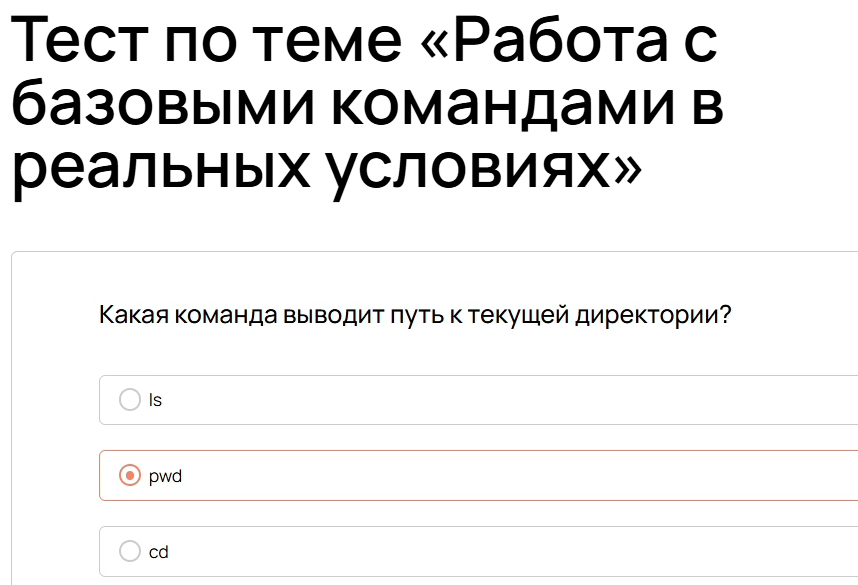 Тест по теме «Работа с
базовыми командами в
реальных условиях»
Какая команда выводит путь к текущей директории?
ls
pwd
cd